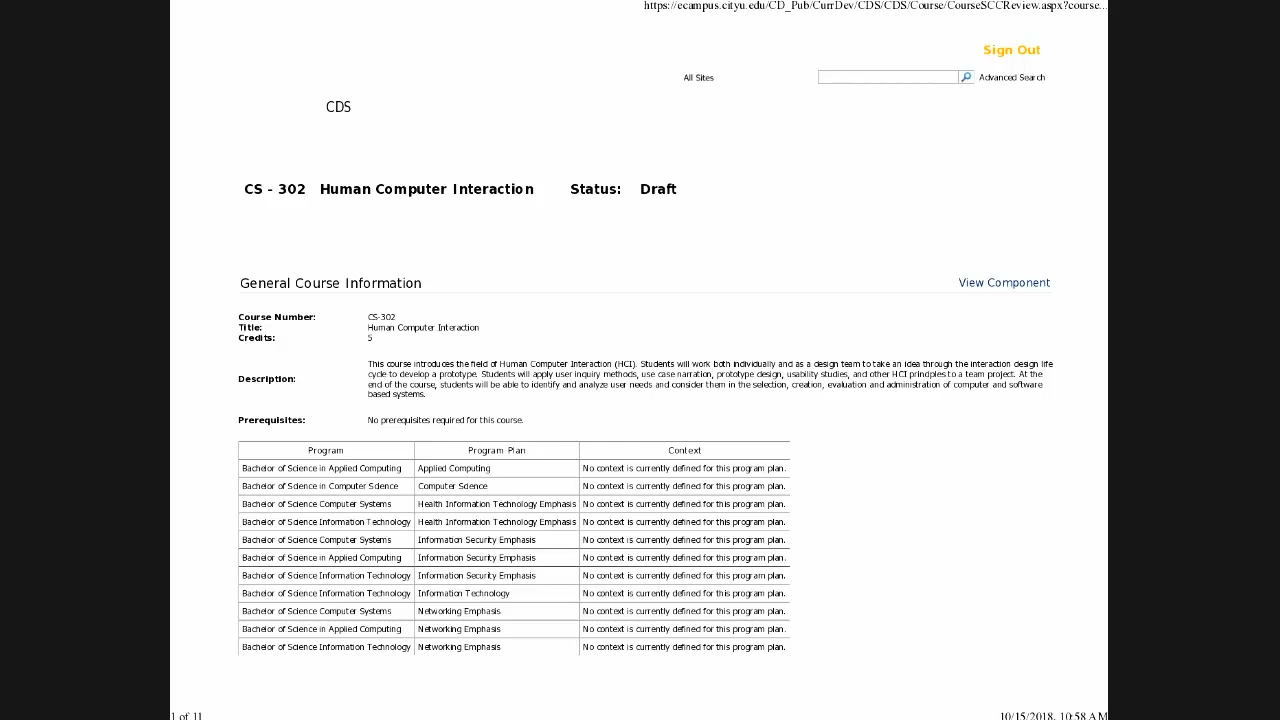 https://ecampus.cityu.edu/CD_Pub/CurrDev/CDS/CDS/Course/CourseSCCReview.aspx?course...
Sign Out
All Sites
Advanced Search
CDS
CS - 302 Human Computer Interaction Status: Draft
General Course Information View Component
Course Number: CS-302
Title: Human Computer Interaction
Credits: 5
This course introduces the field of Human Computer Interaction (HCI). Students will work both individually and as a design team to take an idea through the interaction design life
cycle to develop a prototype. Students will apply user inquiry methods, use case narration, prototype design, usability studies, and other HCI principles to a team project. At the
Description:
end of the course, students will be able to identify and analyze user needs and consider them in the selection, creation, evaluation and administration of computer and software
based systems.
Prerequisites: No prerequisites required for this course.
Program Program Plan Context
Bachelor of Science in Applied Computing Applied Computing No context is currently defined for this program plan.
Bachelor of Science in Computer Science Computer Science No context is currently defined for this program plan.
Bachelor of Science Computer Systems Health Information Technology Emphasis No context is currently defined for this program plan.
Bachelor of Science Information Technology Health Information Technology Emphasis No context is currently defined for this program plan.
Bachelor of Science Computer Systems Information Security Emphasis No context is currently defined for this program plan.
Bachelor of Science in Applied Computing Information Security Emphasis No context is currently defined for this program plan.
Bachelor of Science Information Technology Information Security Emphasis No context is currently defined for this program plan.
Bachelor of Science Information Technology Information Technology No context is currently defined for this program plan.
Bachelor of Science Computer Systems Networking Emphasis No context is currently defined for this program plan.
Bachelor of Science in Applied Computing Networking Emphasis No context is currently defined for this program plan.
Bachelor of Science Information Technology Networking Emphasis No context is currently defined for this program plan.
1 of 11 10/15/2018, 10:58 AM